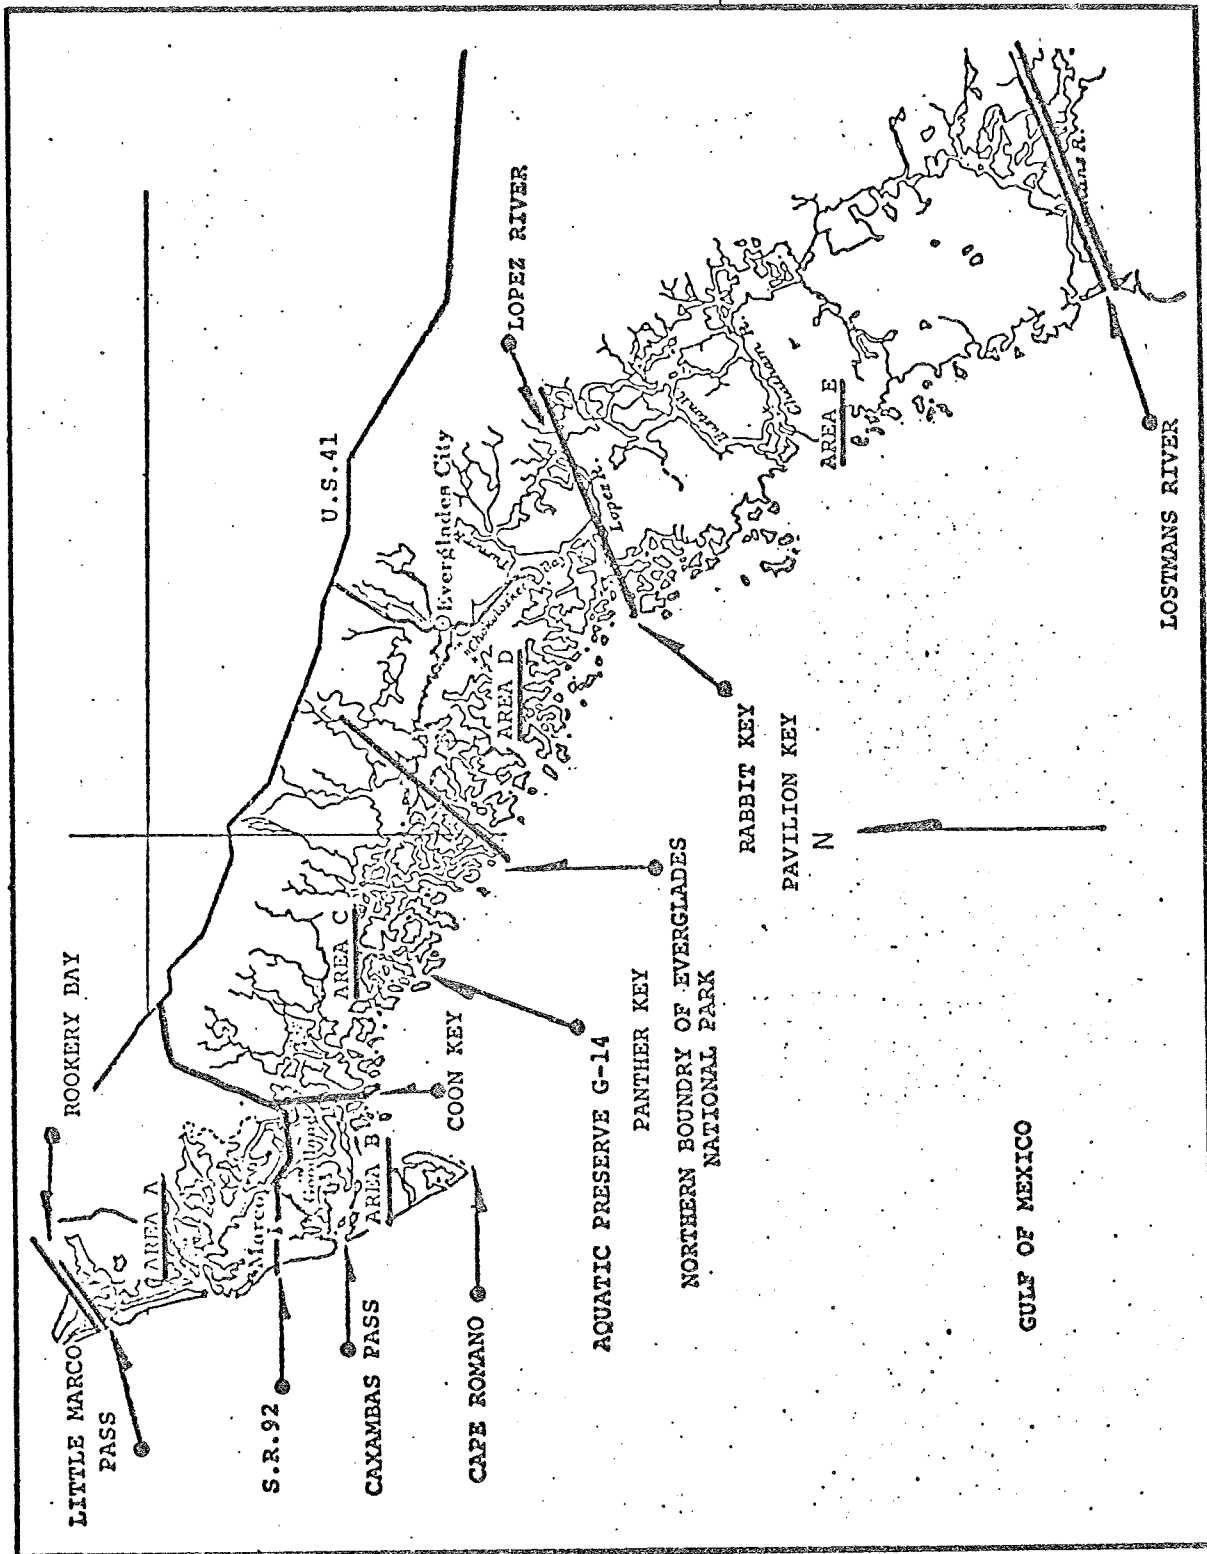 LITTLE MARCO
PASS
ROOKERY BAY
AREA A
U.S.41
Marco
S.R.92
CAXAMBAS PASS
AREA B
COON KEY
CAPE ROMANO
AREA C
AQUATIC PRESERVE G-14
PANTHER KEY
NORTHERN BOUNDRY OF EVERGLADES
NATIONAL PARK
Everglades City
AREA D
LOPEZ RIVER
Lopez R.
RABBIT KEY
PAVILION KEY
N
Chatham R.
AREA E
LOSTMANS RIVER
GULF OF MEXICO